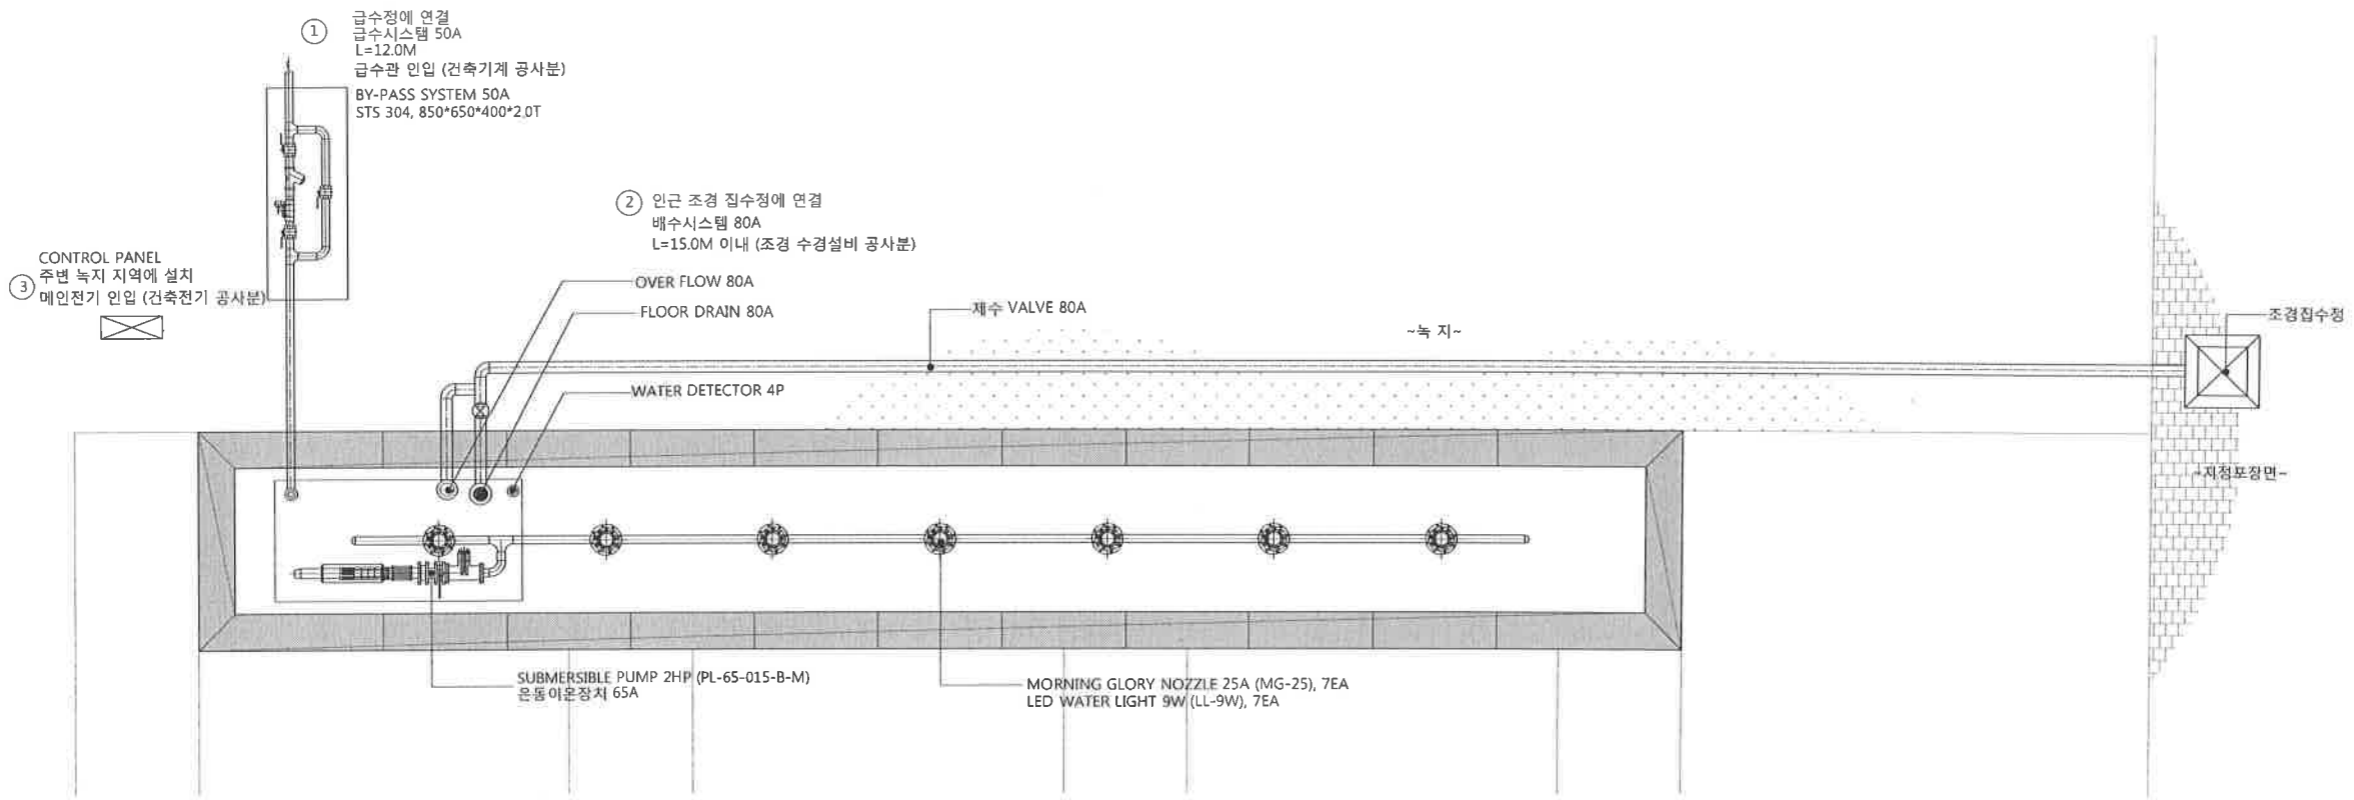 ①
급수정에 연결
급수시스템 50A
L=12.0M
급수관 인입 (건축기계 공사분)
BY-PASS SYSTEM 50A
STS 304, 850*650*400*2.0T
②
인근 조경 집수정에 연결
배수시스템 80A
L=15.0M 이내 (조경 수경설비 공사분)
CONTROL PANEL
③
주변 녹지 지역에 설치
메인전기 인입 (건축전기 공사분)
OVER FLOW 80A
FLOOR DRAIN 80A
제수 VALVE 80A
~녹 지~
조경집수정
WATER DETECTOR 4P
~지정포장면~
SUBMERSIBLE PUMP 2HP (PL-65-015-B-M)
은동이온장치 65A
MORNING GLORY NOZZLE 25A (MG-25), 7EA
LED WATER LIGHT 9W (LL-9W), 7EA